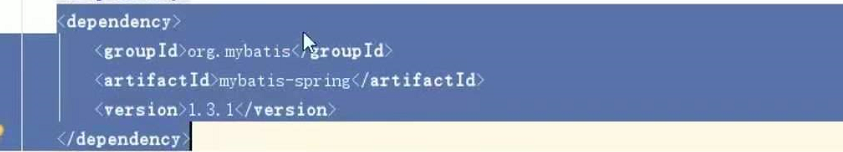 <dependency>
<groupId>org.mybatis</groupId>
<artifactId>mybatis-spring</artifactId>
<version>1.3.1</version>
</dependency>